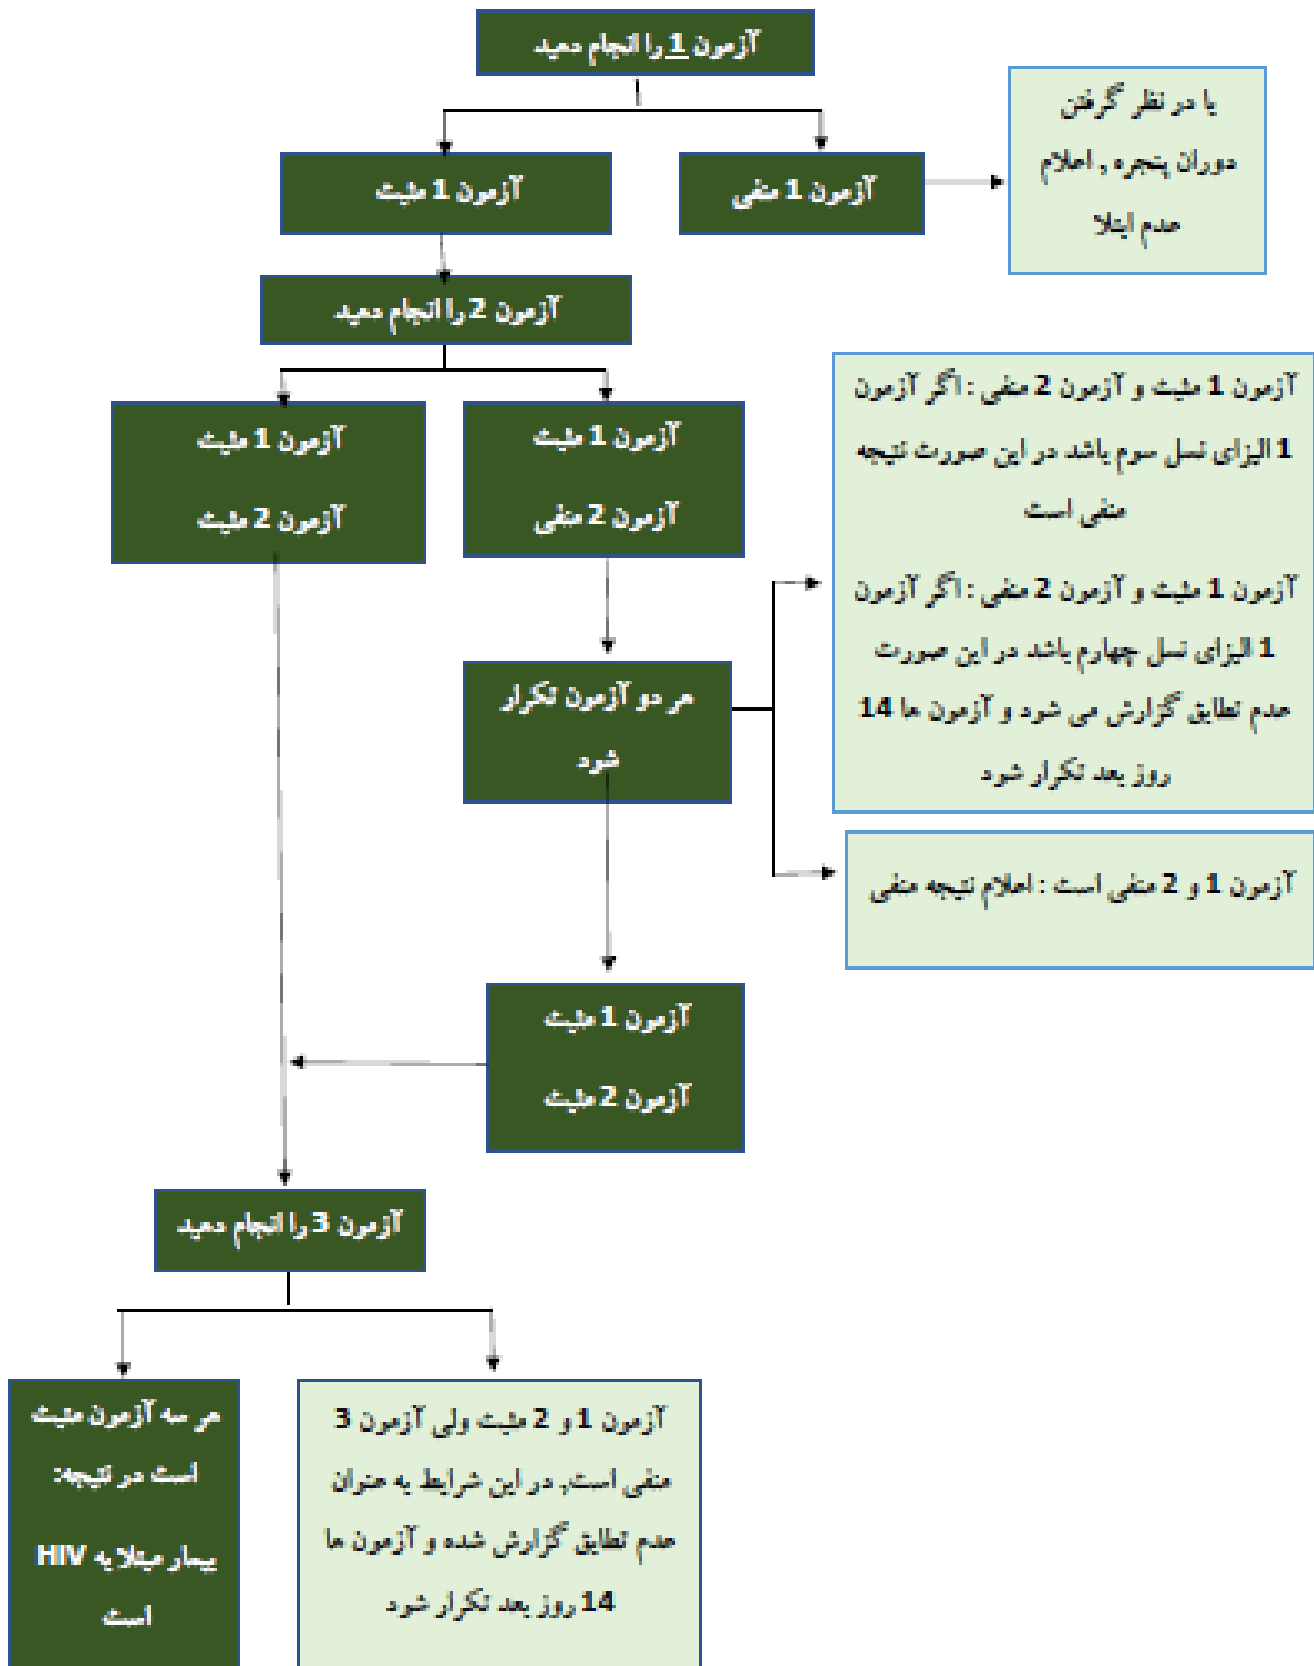 آزمون 1 را انجام دهید
با در نظر گرفتن
دوران پنجره , اعلام
عدم ابتلا
آزمون 1 منفی
آزمون 1 مثبت
آزمون 2 را انجام دهید
آزمون 1 مثبت
آزمون 2 منفی
آزمون 1 مثبت
آزمون 2 مثبت
آزمون 1 مثبت و آزمون 2 منفی : اگر آزمون
1 الیزای نسل سوم باشد در این صورت نتیجه
منفی است
آزمون 1 مثبت و آزمون 2 منفی : اگر آزمون
1 الیزای نسل چهارم باشد در این صورت
عدم تطابق گزارش می شود و آزمون ها 14
روز بعد تکرار شود
هر دو آزمون تکرار
شود
آزمون 1 و 2 منفی است : اعلام نتیجه منفی
آزمون 1 مثبت
آزمون 2 مثبت
آزمون 3 را انجام دهید
آزمون 1 و 2 مثبت ولی آزمون 3
منفی است, در این شرایط به عنوان
عدم تطابق گزارش شده و آزمون ها
14 روز بعد تکرار شود
هر سه آزمون مثبت
است در نتیجه:
بیمار مبتلا به HIV
است